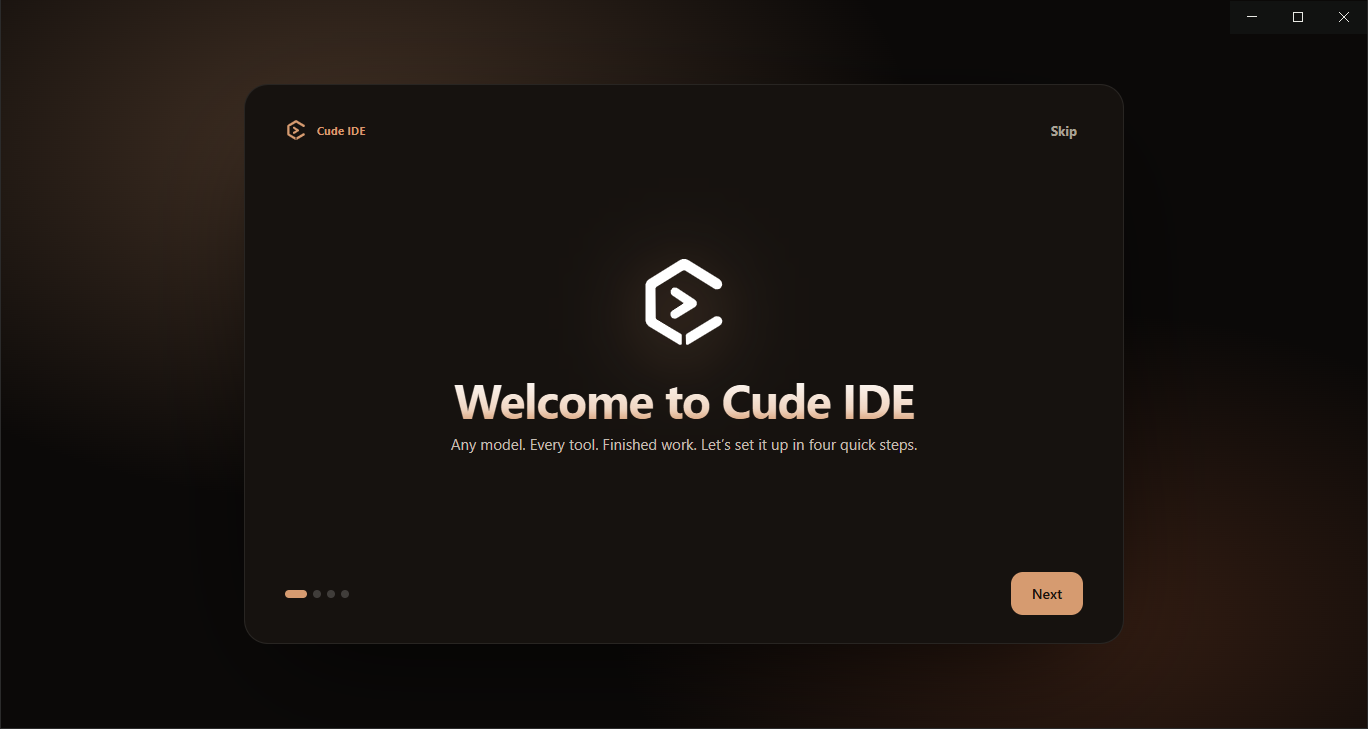 Cude IDE
Skip
Welcome to Cude IDE
Any model. Every tool. Finished work. Let’s set it up in four quick steps.
Next